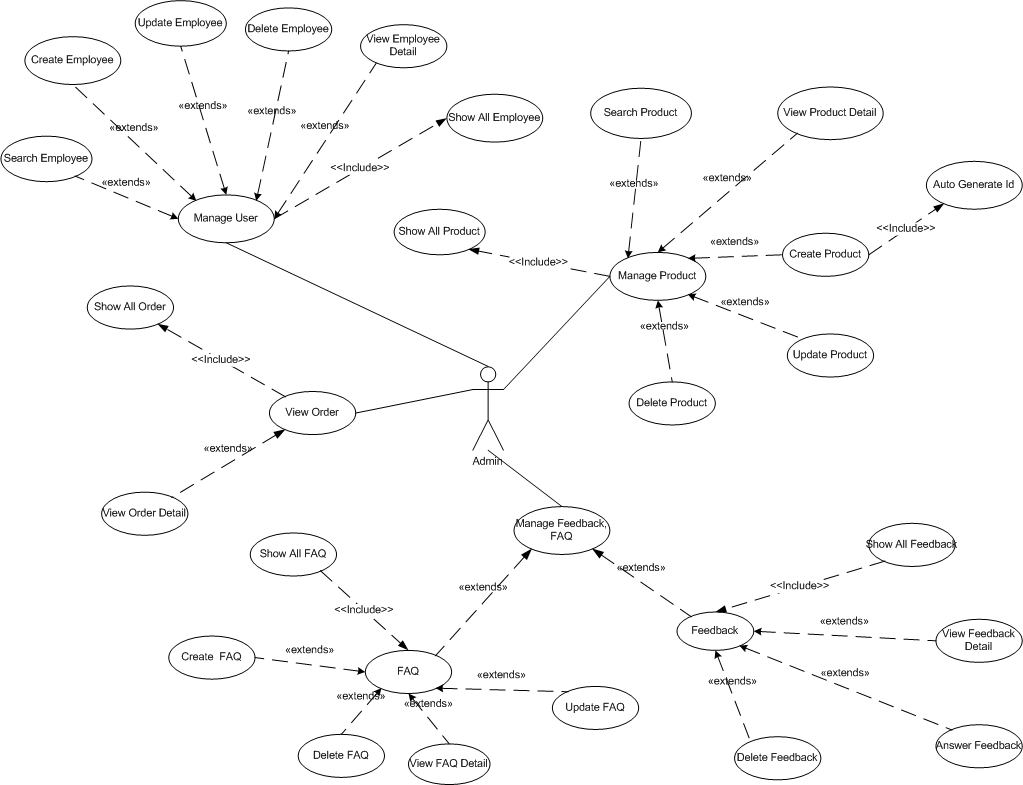 Update Employee
Delete Employee
View Employee
Detail
Create Employee
«extends»
«extends»
«extends»
«extends»
Show All Employee
Search Employee
<<Include>>
«extends»
Manage User
Search Product
View Product Detail
«extends»
«extends»
Auto Generate Id
Show All Product
<<Include>>
«extends»
<<Include>>
Create Product
Manage Product
«extends»
«extends»
Update Product
Delete Product
Show All Order
<<Include>>
View Order
«extends»
View Order Detail
Admin
Manage Feedback,
FAQ
Show All FAQ
«extends»
«extends»
Show All Feedback
<<Include>>
<<Include>>
Feedback
«extends»
View Feedback
Detail
Create  FAQ
«extends»
FAQ
«extends»
«extends»
«extends»
Update FAQ
«extends»
«extends»
Delete FAQ
View FAQ Detail
Delete Feedback
Answer Feedback